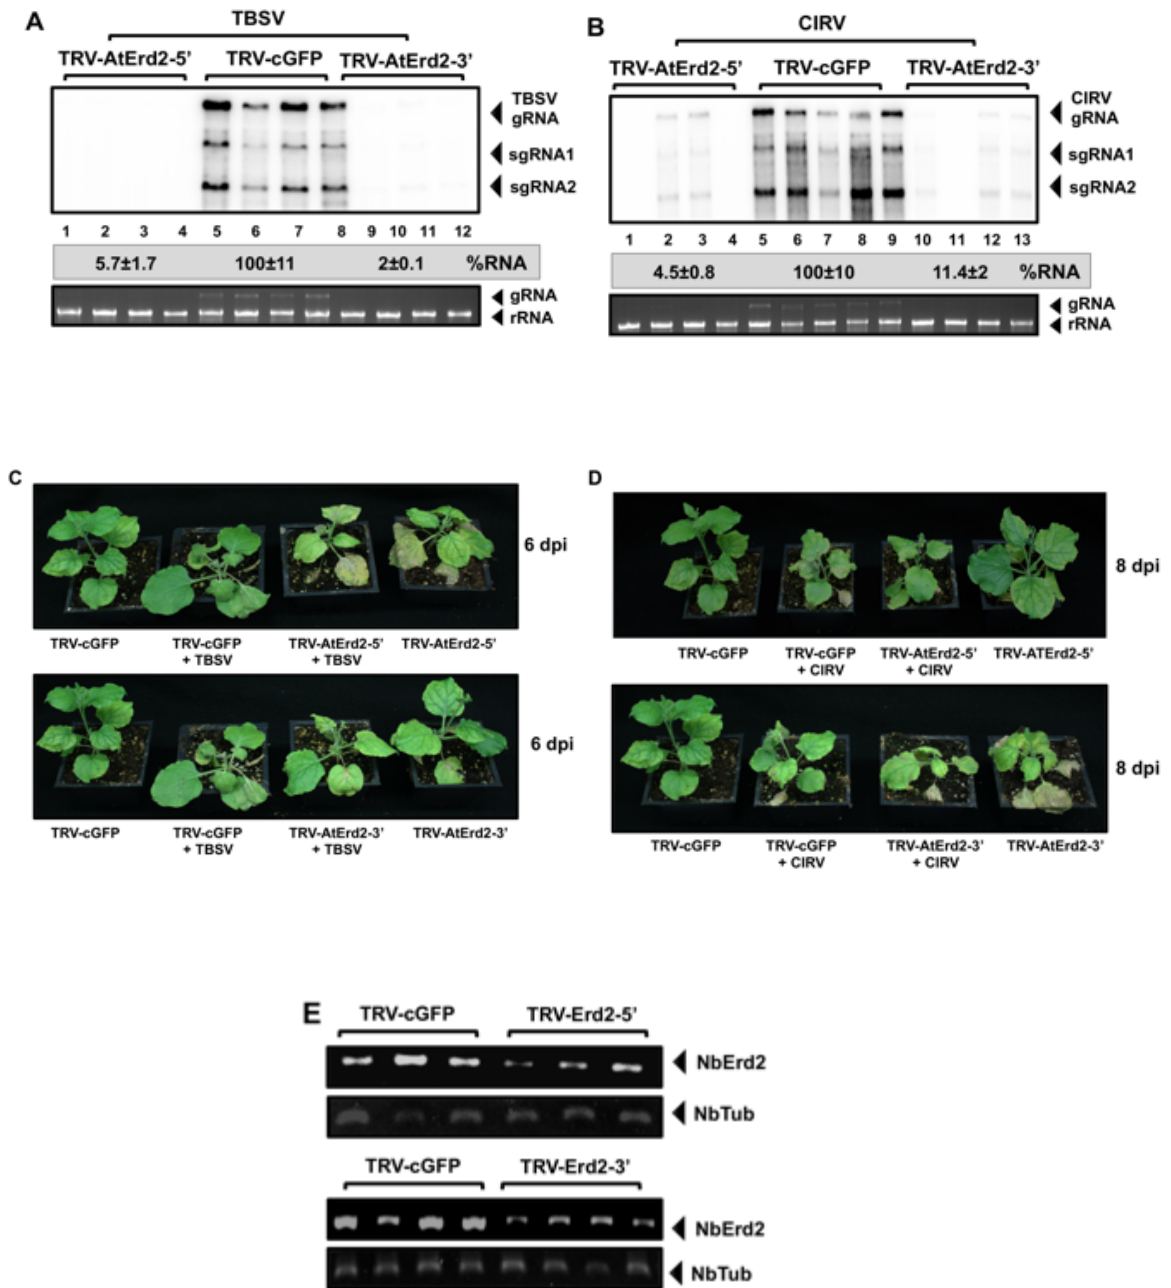 A
TBSV
TRV-AtErd2-5' TRV-cGFP TRV-AtErd2-3'
TBSV
gRNA
sgRNA1
sgRNA2
1 2 3 4 5 6 7 8 9 10 11 12
5.7±1.7 100±11 2±0.1 %RNA
gRNA
rRNA
B
CIRV
TRV-AtErd2-5' TRV-cGFP TRV-AtErd2-3'
CIRV
gRNA
sgRNA1
sgRNA2
1 2 3 4 5 6 7 8 9 10 11 12 13
4.5±0.8 100±10 11.4±2 %RNA
gRNA
rRNA
C
6 dpi
TRV-cGFP TRV-cGFP TRV-AtErd2-5' TRV-AtErd2-5'
+ TBSV + TBSV
6 dpi
TRV-cGFP TRV-cGFP TRV-AtErd2-3' TRV-AtErd2-3'
+ TBSV + TBSV
D
8 dpi
TRV-cGFP TRV-cGFP TRV-AtErd2-5' TRV-ATErd2-5'
+ CIRV + CIRV
8 dpi
TRV-cGFP TRV-cGFP TRV-AtErd2-3' TRV-AtErd2-3'
+ CIRV + CIRV
E
TRV-cGFP TRV-Erd2-5'
NbErd2
NbTub
TRV-cGFP TRV-Erd2-3'
NbErd2
NbTub